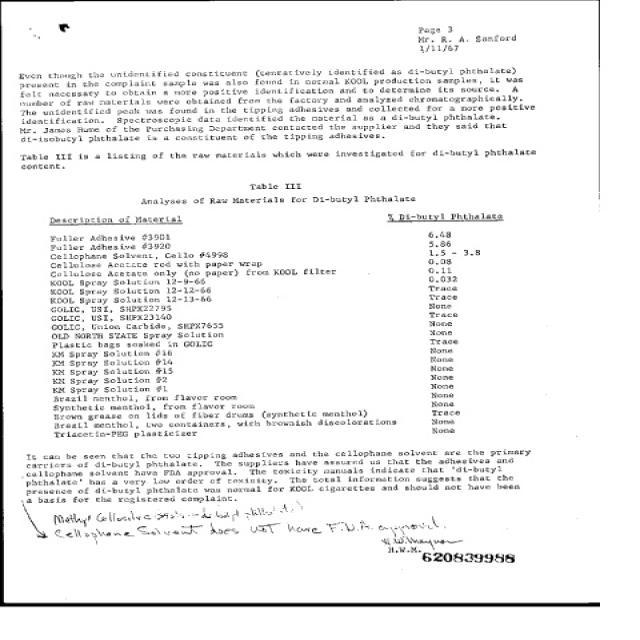 Page 3
Mr. R. A. Sanford
1/11/67
Even though the unidentified constituent (tentatively identified as di-butyl phthalate)
present in the complaint sample was also found in normal KOOL production samples, it was
felt necessary to obtain a more positive identification and to determine its source. A
number of raw materials were obtained from the factory and analyzed chromatographically.
The unidentified peak was found in the tipping adhesives and collected for a more positive
identification. Spectroscopic data identified the material as a di-butyl phthalate.
Mr. James Hume of the Purchasing Department contacted the supplier and they said that
di-isobutyl phthalate is a constituent of the tipping adhesives.
Table III is a listing of the raw materials which were investigated for di-butyl phthalate
content.
Table III
Analyses of Raw Materials for Di-butyl Phthalate
Description of Material % Di-butyl Phthalate
Fuller Adhesive #3901 6.48
Fuller Adhesive #3920 5.86
Cellophane Solvent, Cello #4998 1.5 - 3.8
Cellulose Acetate rod with paper wrap 0.08
Cellulose Acetate only (no paper) from KOOL filter 0.11
KOOL Spray Solution 12-9-66 0.032
KOOL Spray Solution 12-12-66 Trace
KOOL Spray Solution 12-13-66 Trace
GOLIC, USI, SHPX22795 None
GOLIC, USI, SHPX23140 Trace
GOLIC, Union Carbide, SHPX7655 None
OLD NORTH STATE Spray Solution None
Plastic bags soaked in GOLIC Trace
KM Spray Solution #16 None
KM Spray Solution #14 None
KM Spray Solution #15 None
KM Spray Solution #2 None
KM Spray Solution #1 None
Brazil menthol, from flavor room None
Synthetic menthol, from flavor room None
Brown grease on lids of fiber drums (synthetic menthol) Trace
Brazil menthol, two containers, with brownish discolorations None
Triacetin-PEG plasticizer None
It can be seen that the two tipping adhesives and the cellophane solvent are the primary
carriers of di-butyl phthalate. The suppliers have assured us that the adhesives and
cellophane solvent have FDA approval. The toxicity manuals indicate that 'di-butyl
phthalate' has a very low order of toxicity. The total information suggests that the
presence of di-butyl phthalate was normal for KOOL cigarettes and should not have been
a basis for the registered complaint.
Methyl Cellosolve
Cellophane Solvent does NOT have F.D.A. approval.
H.W.M.
620839988